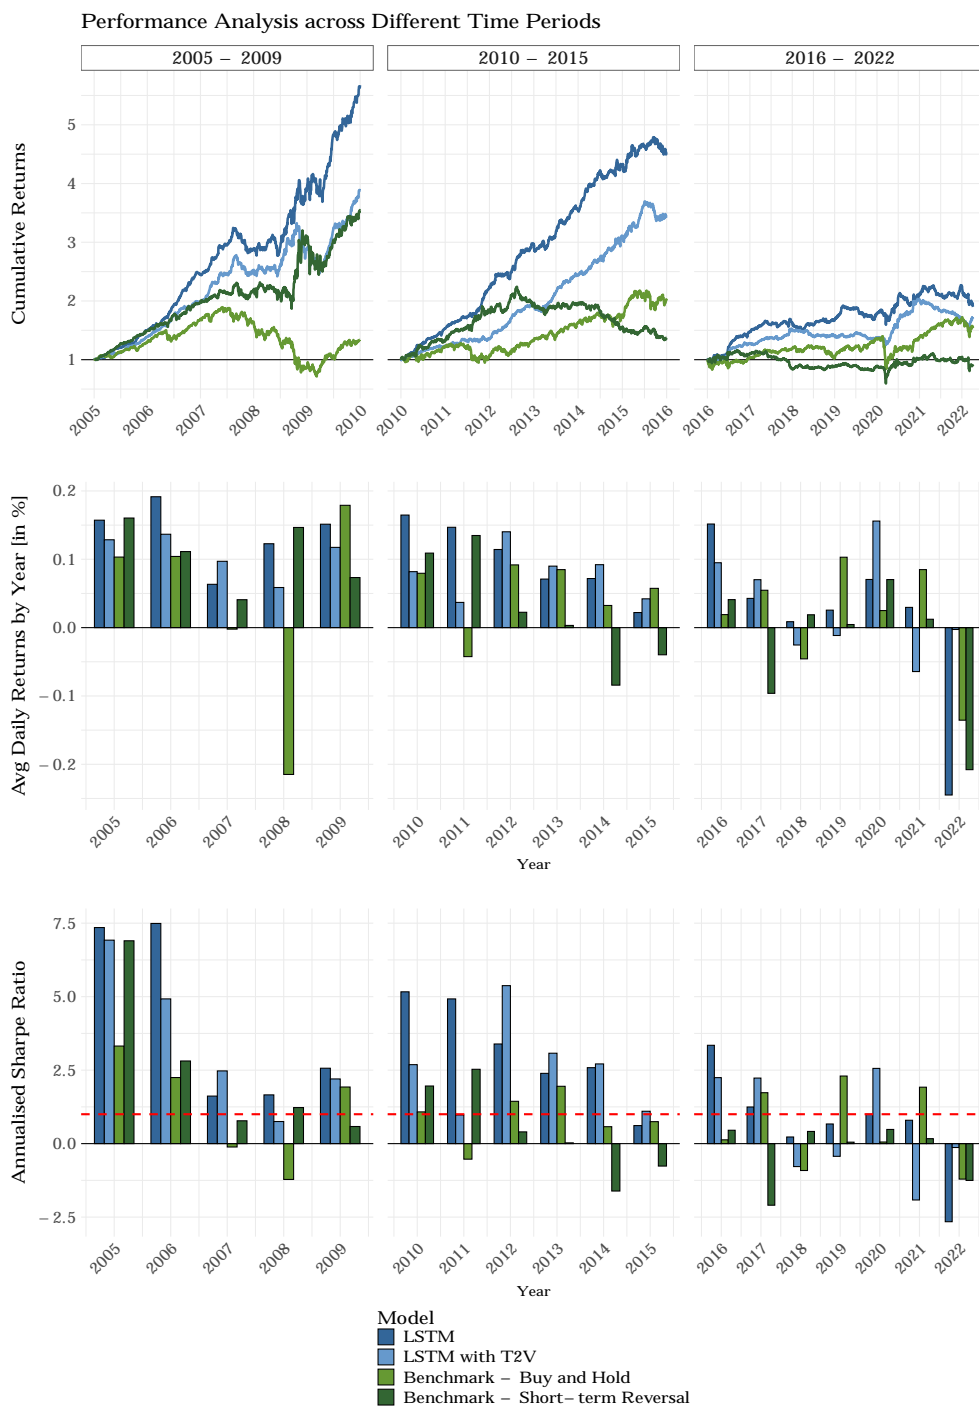 Performance Analysis across Different Time Periods
2005 – 2009
2010 – 2015
2016 – 2022
Cumulative Returns
5
4
3
2
1
2005 2006 2007 2008 2009 2010
2010 2011 2012 2013 2014 2015 2016
2016 2017 2018 2019 2020 2021 2022
Avg Daily Returns by Year [in %]
0.2
0.1
0.0
– 0.1
– 0.2
2005 2006 2007 2008 2009
2010 2011 2012 2013 2014 2015
2016 2017 2018 2019 2020 2021 2022
Year
Annualised Sharpe Ratio
7.5
5.0
2.5
0.0
– 2.5
2005 2006 2007 2008 2009
2010 2011 2012 2013 2014 2015
2016 2017 2018 2019 2020 2021 2022
Year
Model
LSTM
LSTM with T2V
Benchmark – Buy and Hold
Benchmark – Short–term Reversal